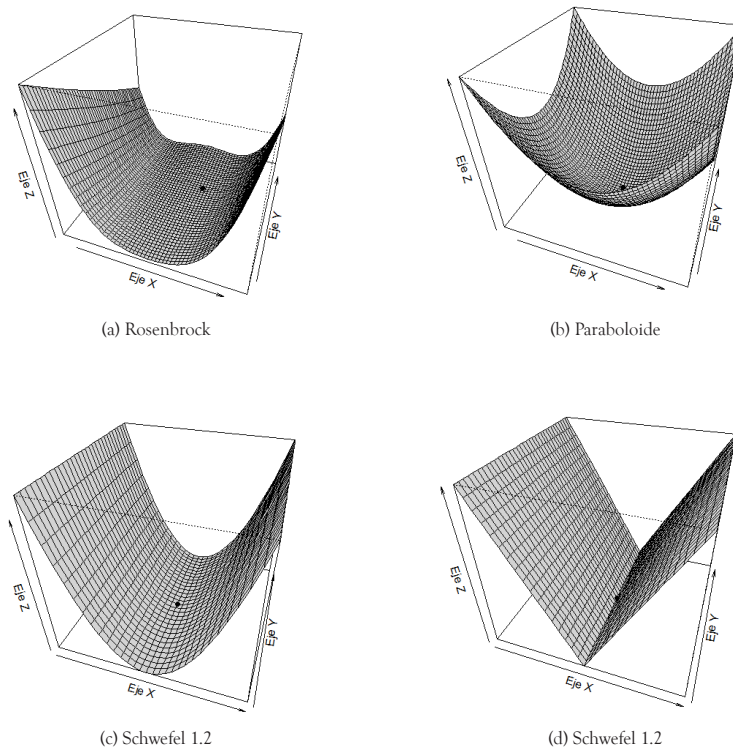 Eje Z
Eje X
Eje Y
(a) Rosenbrock
Eje Z
Eje X
Eje Y
(b) Paraboloide
Eje Z
Eje X
Eje Y
(c) Schwefel 1.2
Eje Z
Eje X
Eje Y
(d) Schwefel 1.2